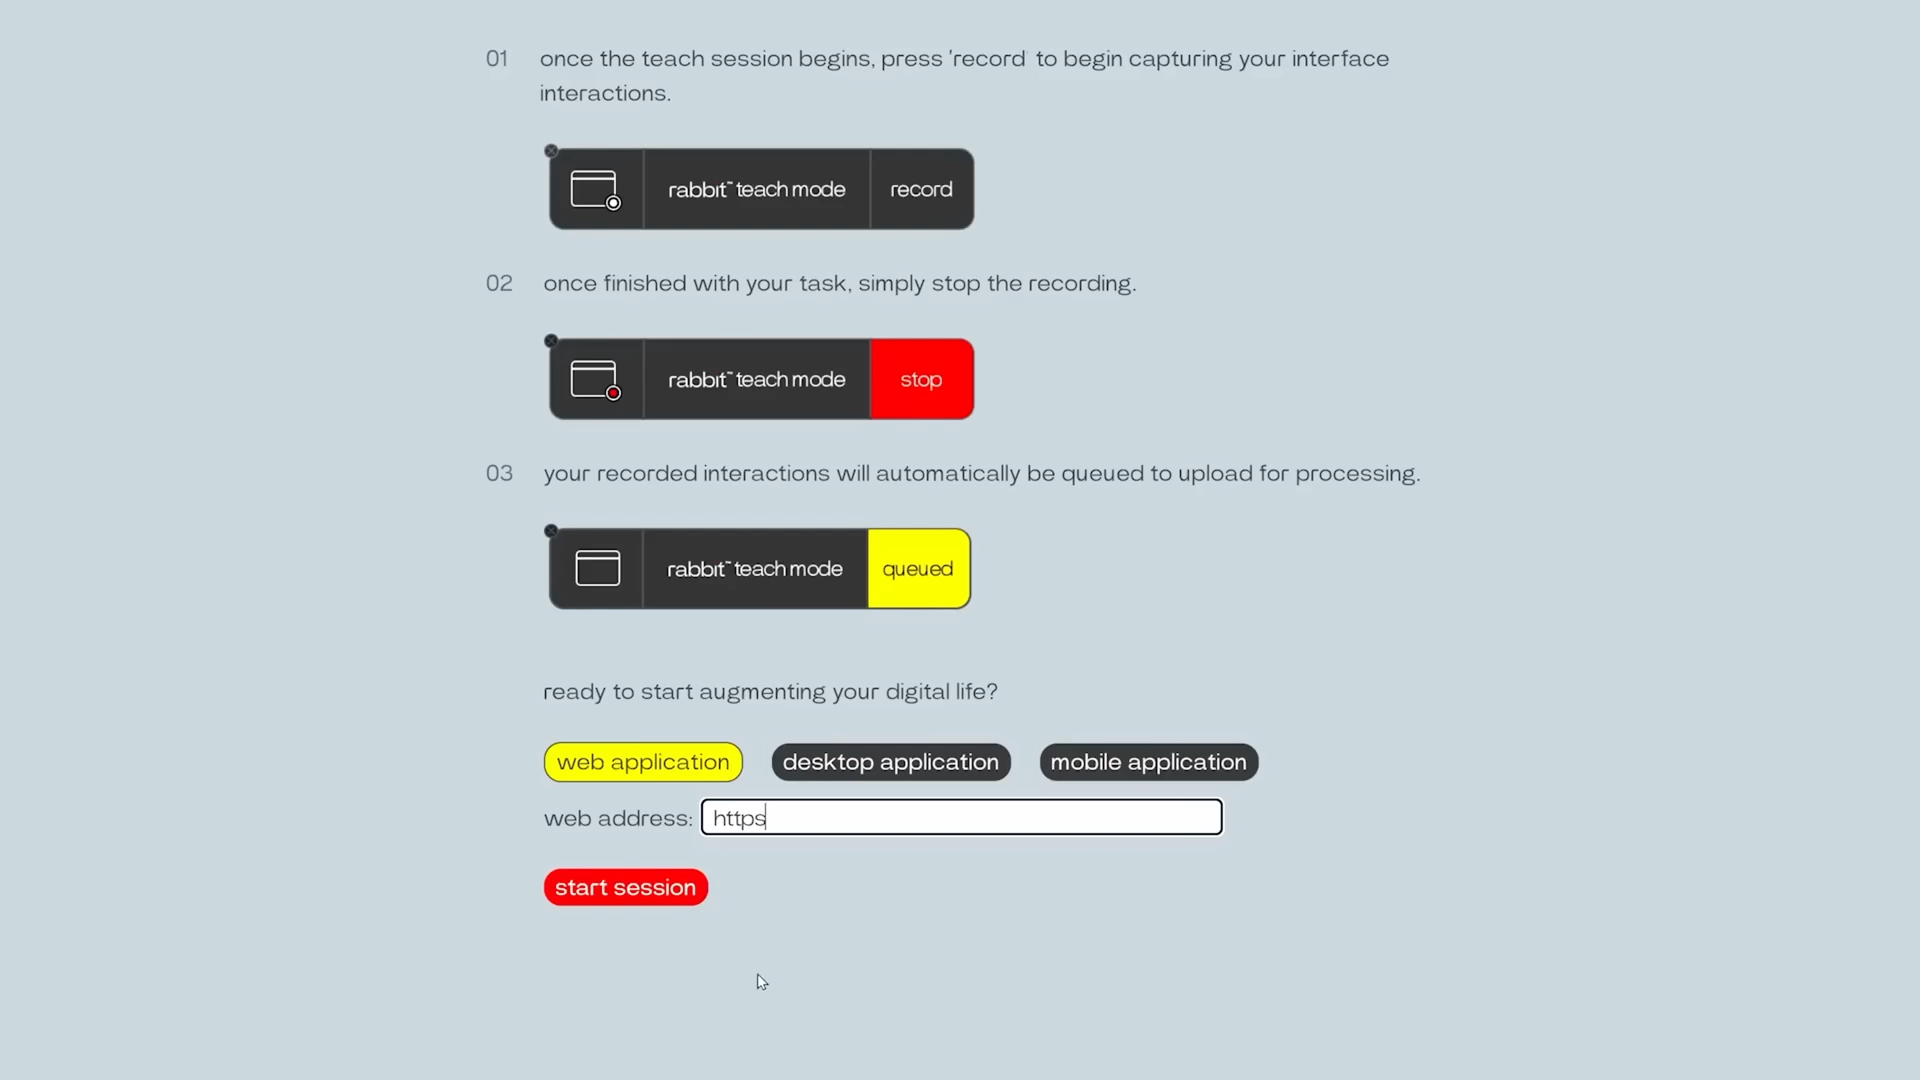 01 once the teach session begins, press 'record' to begin capturing your interface
interactions.
rabbit™ teach mode record
02 once finished with your task, simply stop the recording.
rabbit™ teach mode stop
03 your recorded interactions will automatically be queued to upload for processing.
rabbit™ teach mode queued
ready to start augmenting your digital life?
web application desktop application mobile application
web address: https
start session